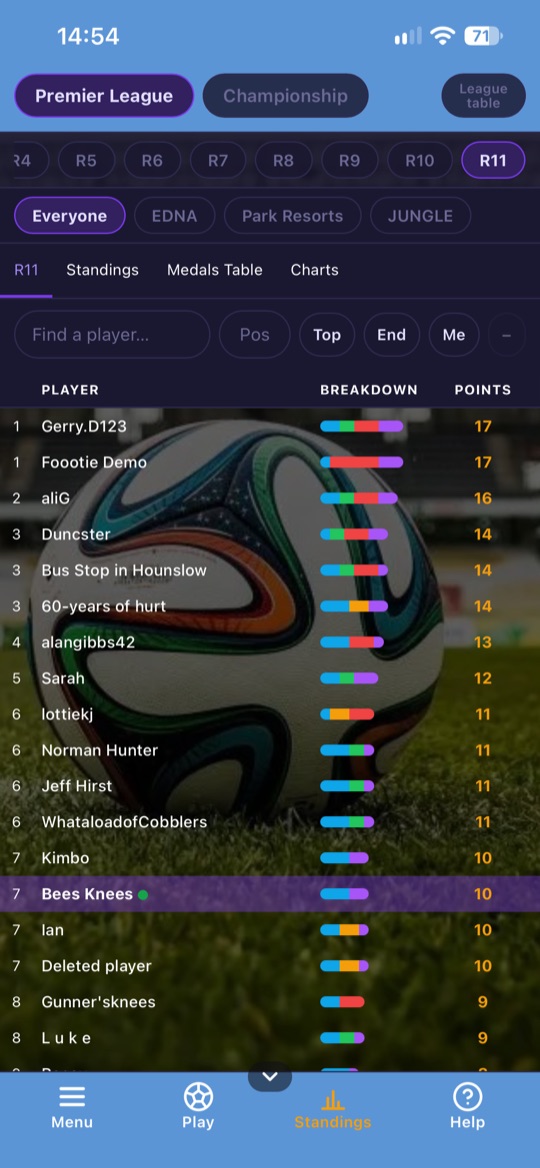 14:54 71
Premier League Championship League table
R4 R5 R6 R7 R8 R9 R10 R11
Everyone EDNA Park Resorts JUNGLE
R11 Standings Medals Table Charts
Find a player... Pos Top End Me –
PLAYER BREAKDOWN POINTS
1 Gerry.D123 17
1 Foootie Demo 17
2 aliG 16
3 Duncster 14
3 Bus Stop in Hounslow 14
3 60-years of hurt 14
4 alangibbs42 13
5 Sarah 12
6 lottiekj 11
6 Norman Hunter 11
6 Jeff Hirst 11
6 WhataloadofCobblers 11
7 Kimbo 10
7 Bees Knees 10
7 Ian 10
7 Deleted player 10
8 Gunner'sknees 9
8 L u k e 9
Menu Play Standings Help